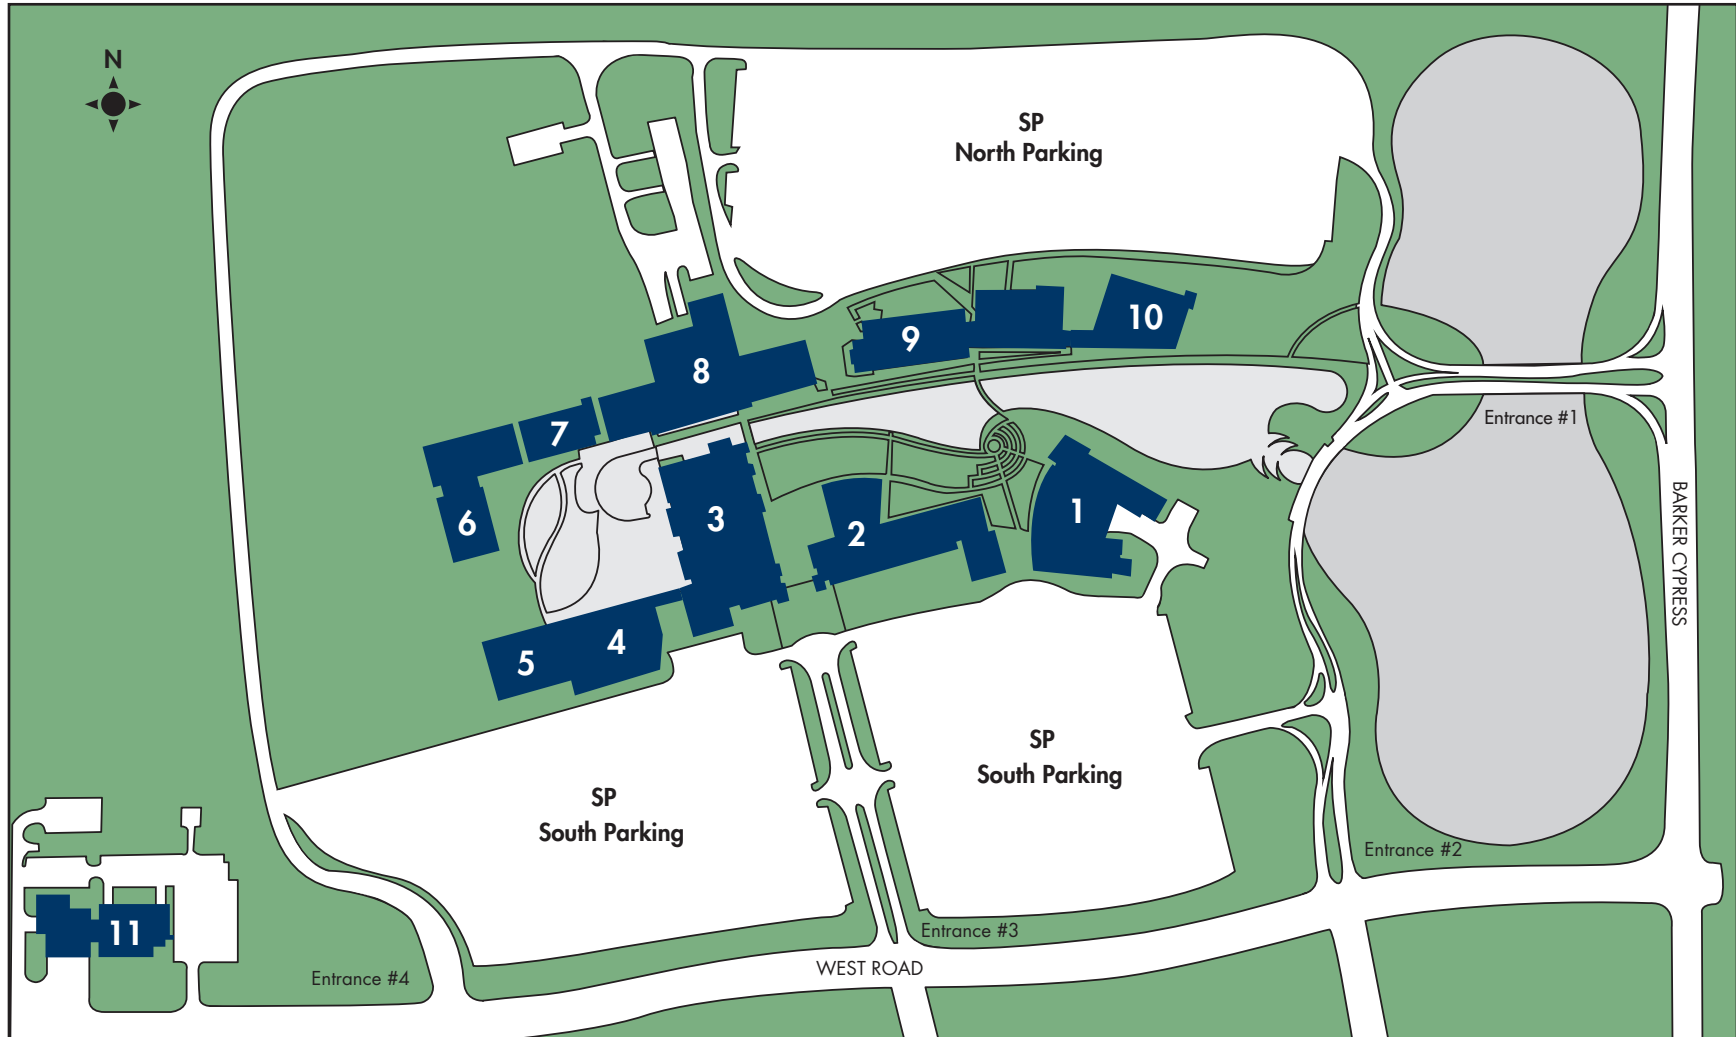 N
SP
North Parking
10
9
8
Entrance #1
7
BARKER CYPRESS
6
3
2
1
5
4
SP
South Parking
SP
South Parking
Entrance #2
11
Entrance #3
WEST ROAD
Entrance #4